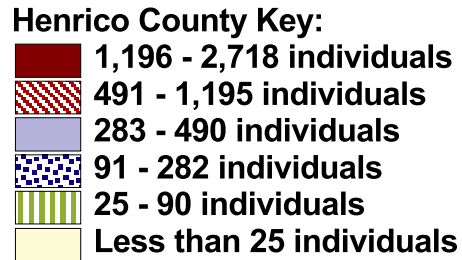 Henrico County Key:
1,196 - 2,718 individuals
491 - 1,195 individuals
283 - 490 individuals
91 - 282 individuals
25 - 90 individuals
Less than 25 individuals